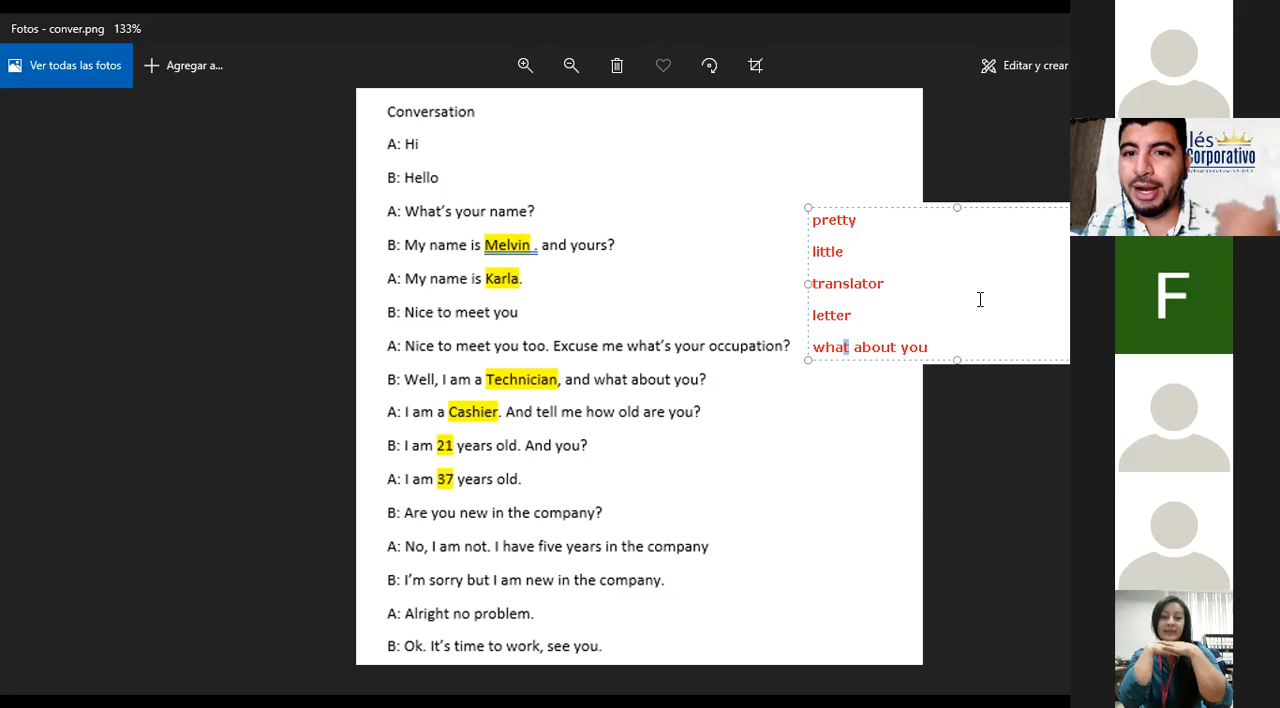 Fotos - conver.png 133%
Ver todas las fotos
Agregar a...
Editar y crear
Conversation
A: Hi
B: Hello
A: What's your name?
B: My name is Melvin . and yours?
A: My name is Karla.
B: Nice to meet you
A: Nice to meet you too. Excuse me what's your occupation?
B: Well, I am a Technician, and what about you?
A: I am a Cashier. And tell me how old are you?
B: I am 21 years old. And you?
A: I am 37 years old.
B: Are you new in the company?
A: No, I am not. I have five years in the company
B: I'm sorry but I am new in the company.
A: Alright no problem.
B: Ok. It's time to work, see you.
pretty
little
translator
letter
what about you
lés
Corporativo
F